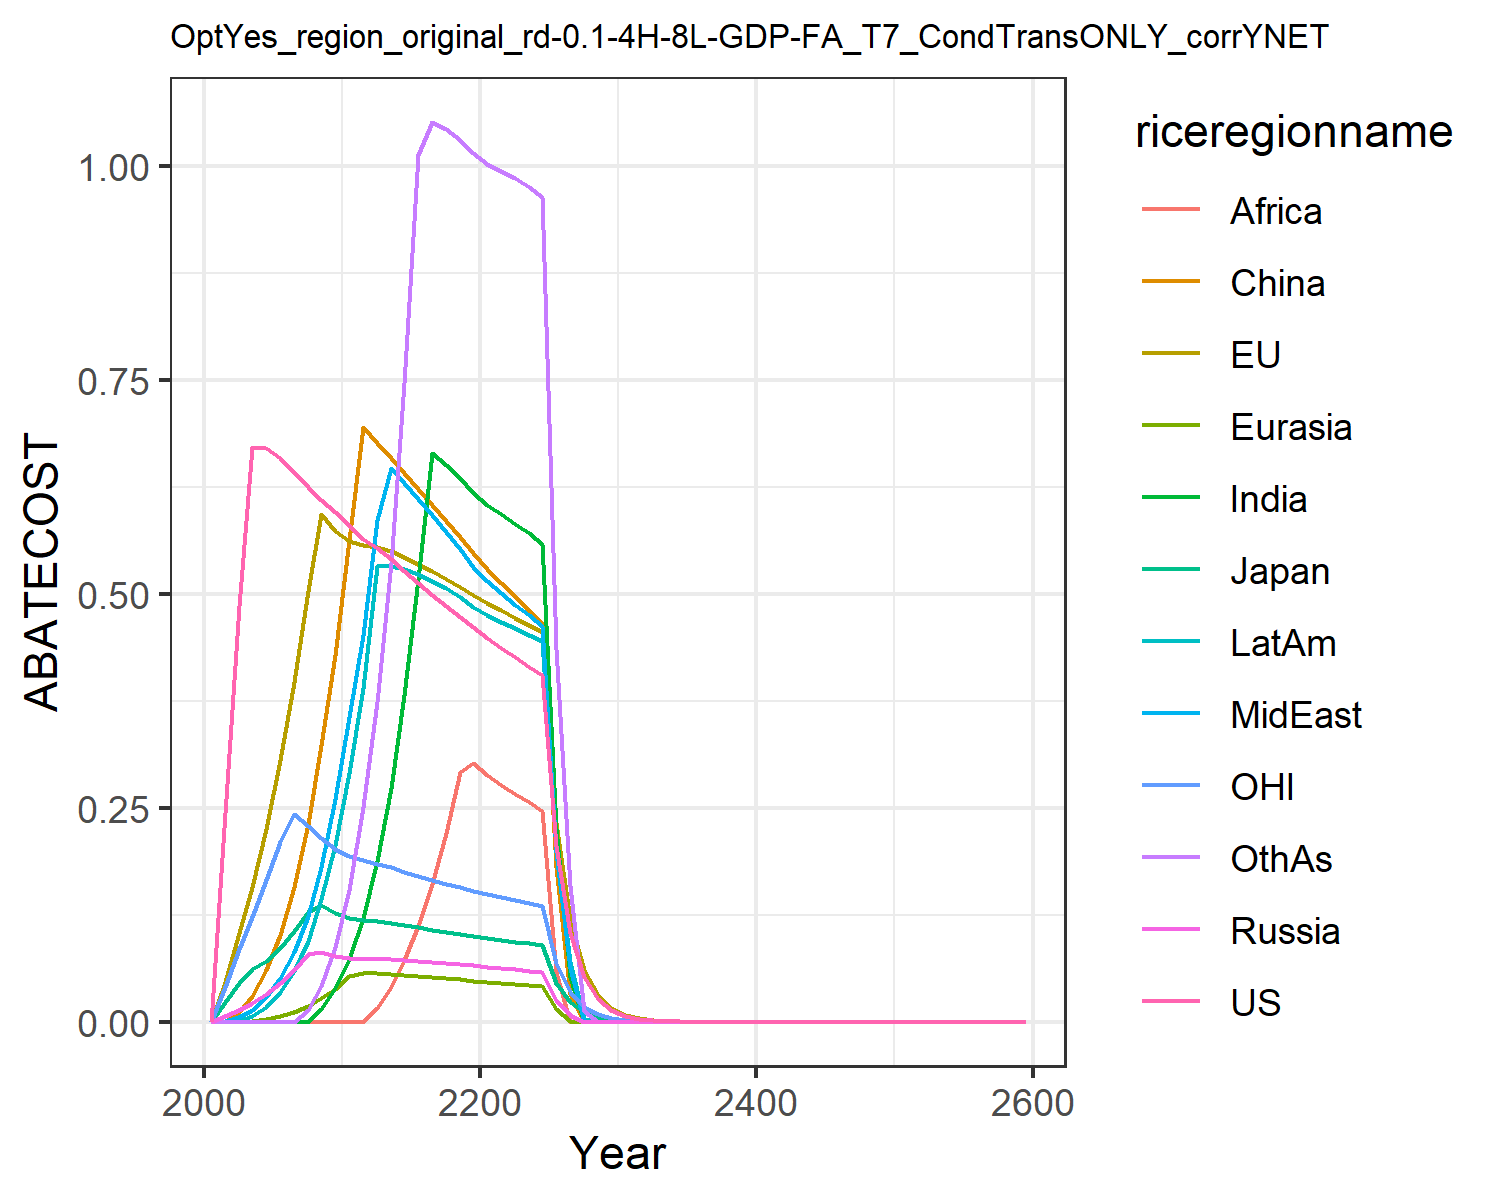 OptYes_region_original_rd-0.1-4H-8L-GDP-FA_T7_CondTransONLY_corrYNET
riceregionname
Africa
China
EU
Eurasia
India
Japan
LatAm
MidEast
OHI
OthAs
Russia
US
ABATECOST
1.00
0.75
0.50
0.25
0.00
2000
2200
2400
2600
Year